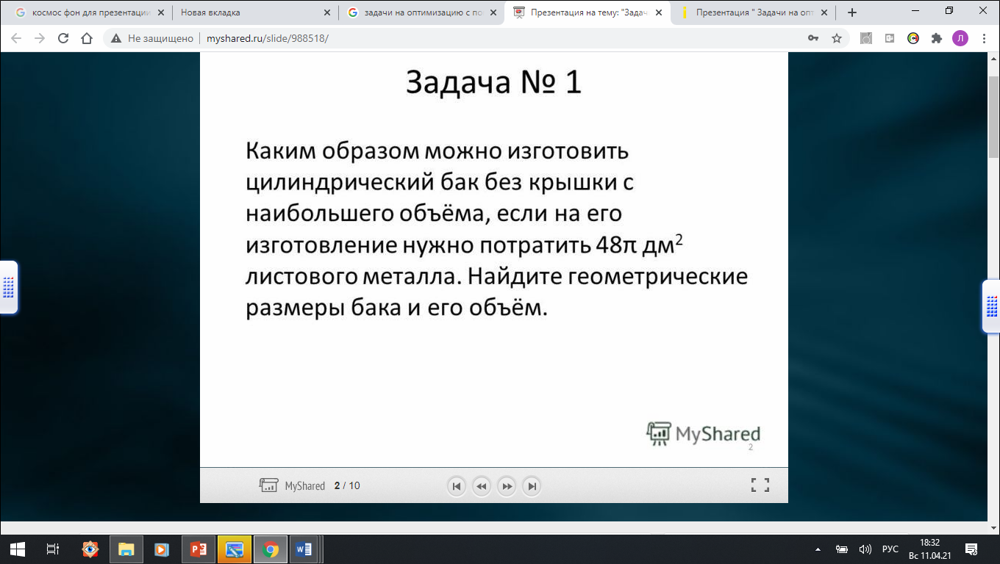 космос фон для презентации
Новая вкладка
задачи на оптимизацию с по
Презентация на тему: "Задач
Презентация " Задачи на опт
Не защищено
myshared.ru/slide/988518/
Л
Задача № 1
Каким образом можно изготовить
цилиндрический бак без крышки с
наибольшего объёма, если на его
изготовление нужно потратить 48π дм²
листового металла. Найдите геометрические
размеры бака и его объём.
MyShared
2
MyShared 2 / 10
РУС
18:32
Вс 11.04.21